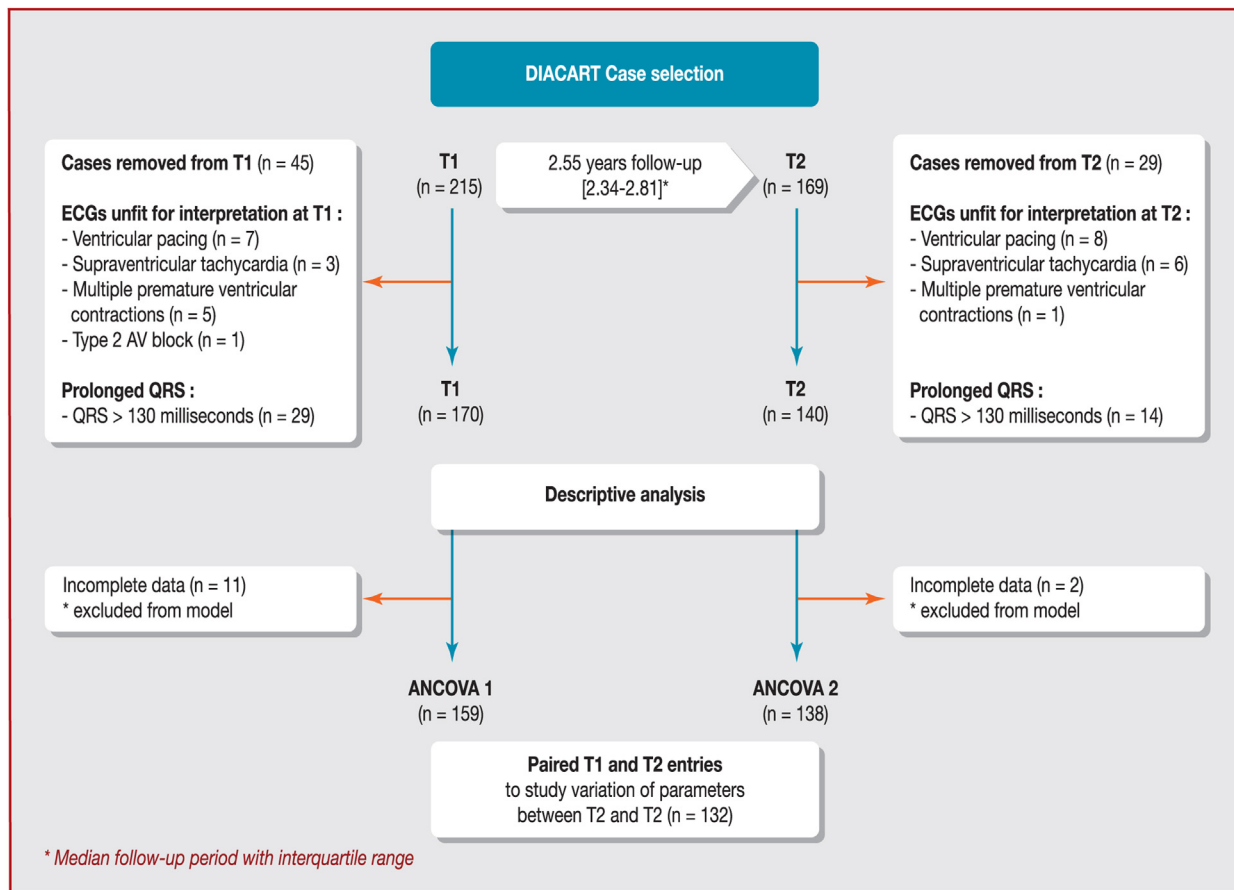 DIACART Case selection
Cases removed from T1 (n = 45)
ECGs unfit for interpretation at T1 :
- Ventricular pacing (n = 7)
- Supraventricular tachycardia (n = 3)
- Multiple premature ventricular
contractions (n = 5)
- Type 2 AV block (n = 1)
Prolonged QRS :
- QRS > 130 milliseconds (n = 29)
T1
(n = 215)
2.55 years follow-up
[2.34-2.81]*
T2
(n = 169)
Cases removed from T2 (n = 29)
ECGs unfit for interpretation at T2 :
- Ventricular pacing (n = 8)
- Supraventricular tachycardia (n = 6)
- Multiple premature ventricular
contractions (n = 1)
Prolonged QRS :
- QRS > 130 milliseconds (n = 14)
T1
(n = 170)
T2
(n = 140)
Descriptive analysis
Incomplete data (n = 11)
* excluded from model
Incomplete data (n = 2)
* excluded from model
ANCOVA 1
(n = 159)
ANCOVA 2
(n = 138)
Paired T1 and T2 entries
to study variation of parameters
between T2 and T2 (n = 132)
* Median follow-up period with interquartile range